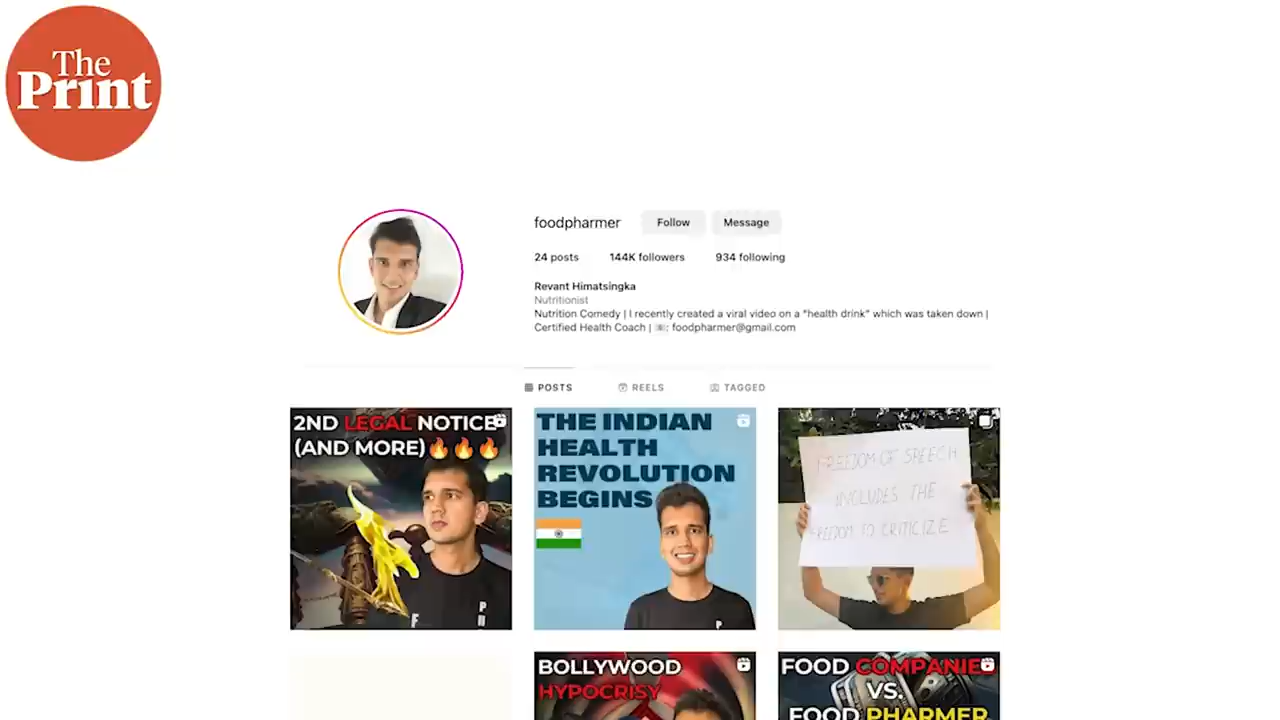 The
Print
foodpharmer
Follow
Message
24 posts
144K followers
934 following
Revant Himatsingka
Nutritionist
Nutrition Comedy | I recently created a viral video on a "health drink" which was taken down |
Certified Health Coach | : foodpharmer@gmail.com
POSTS
REELS
TAGGED
2ND LEGAL NOTICE
(AND MORE)
THE INDIAN
HEALTH
REVOLUTION
BEGINS
FREEDOM OF SPEECH
INCLUDES THE
FREEDOM TO CRITICIZE
BOLLYWOOD
HYPOCRISY
FOOD COMPANIES
VS.
FOOD PHARMER